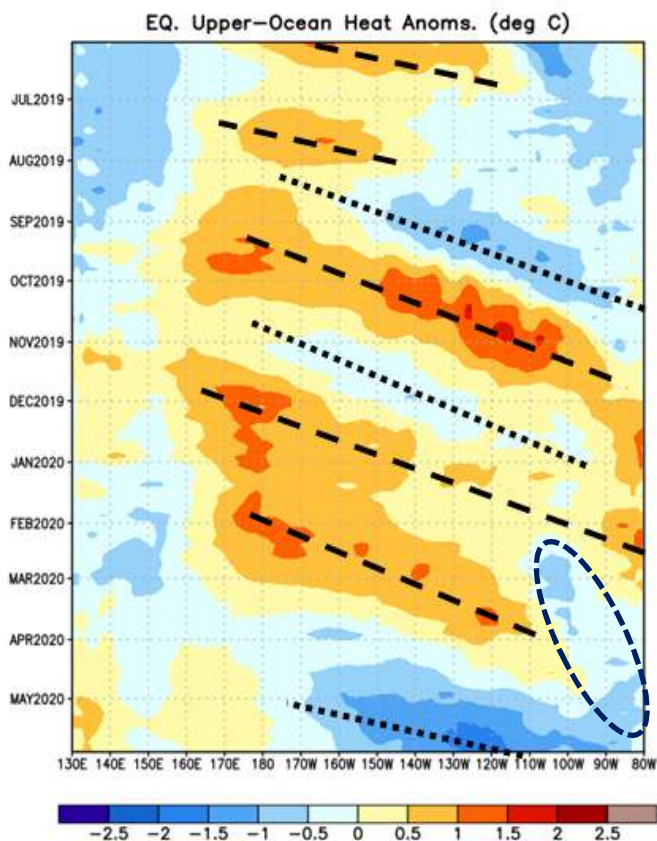 EQ. Upper-Ocean Heat Anoms. (deg C)
JUL2019
AUG2019
SEP2019
OCT2019
NOV2019
DEC2019
JAN2020
FEB2020
MAR2020
APR2020
MAY2020
130E 140E 150E 160E 170E 180 170W 160W 150W 140W 130W 120W 110W 100W 90W 80W
-2.5 -2 -1.5 -1 -0.5 0 0.5 1 1.5 2 2.5